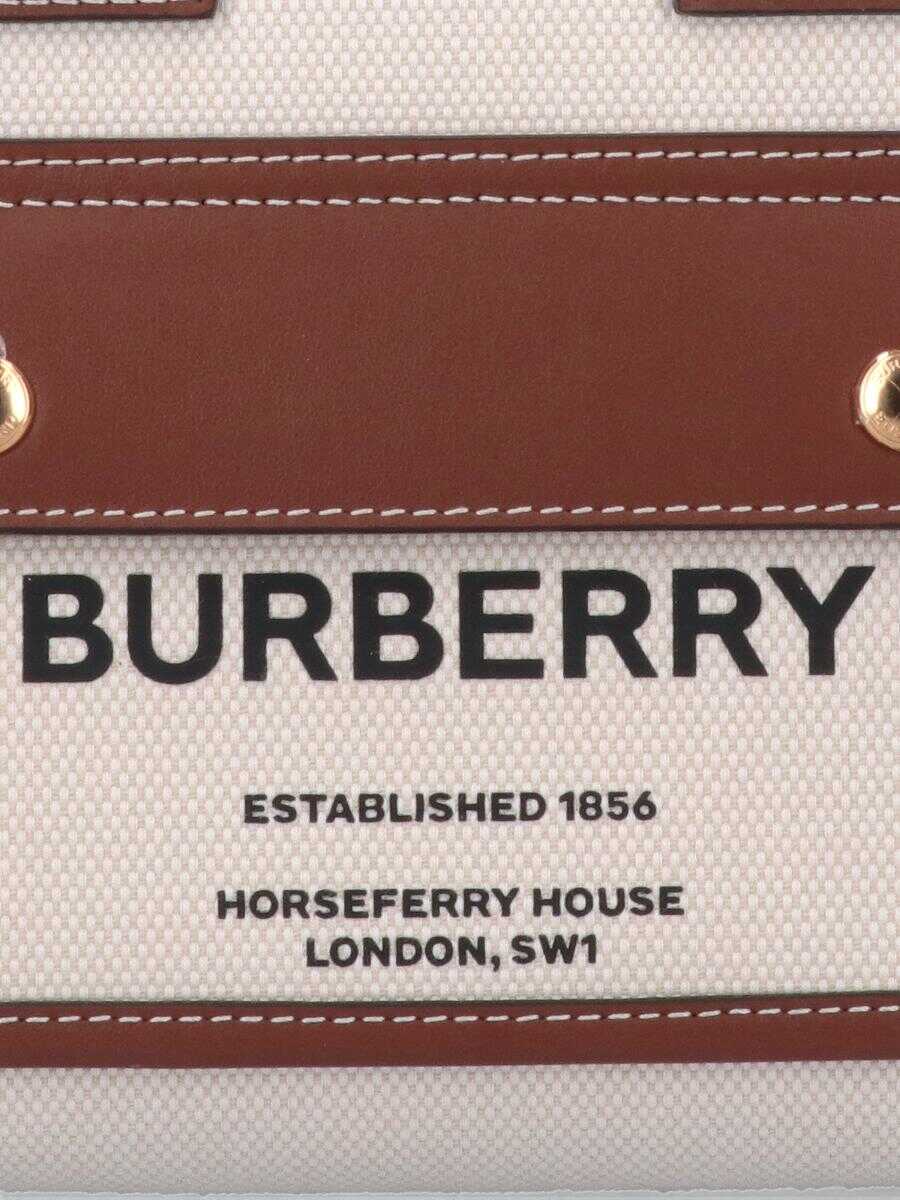 BURBERRY
ESTABLISHED 1856
HORSEFERRY HOUSE
LONDON, SW1